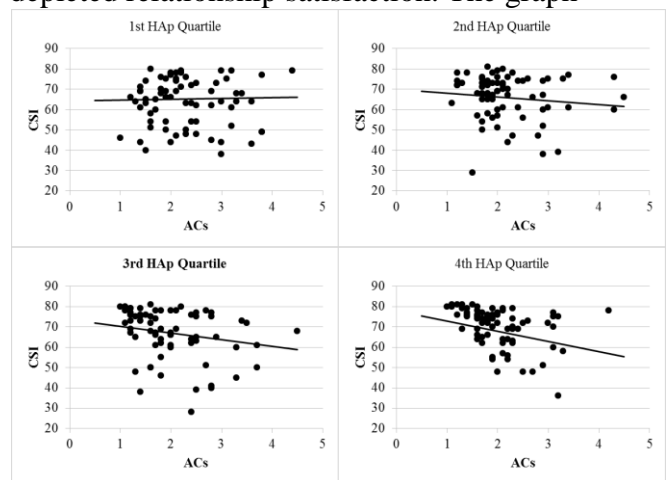 depicted relationship satisfaction. The graph
1st HAp Quartile
90
80
70
60
50
40
30
20
CSI
0 1 2 3 4 5
ACs
2nd HAp Quartile
90
80
70
60
50
40
30
20
CSI
0 1 2 3 4 5
ACs
3rd HAp Quartile
90
80
70
60
50
40
30
20
CSI
0 1 2 3 4 5
ACs
4th HAp Quartile
90
80
70
60
50
40
30
20
CSI
0 1 2 3 4 5
ACs